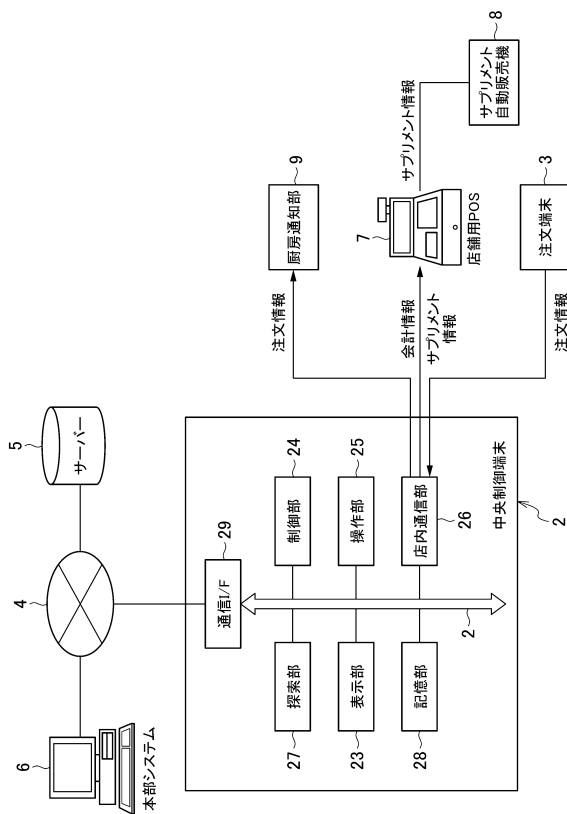 6
本部システム
4
5
サーバー
29
通信I/F
27
探索部
24
制御部
23
表示部
25
操作部
28
記憶部
26
店内通信部
2
中央制御端末
2
注文情報
9
厨房通知部
会計情報
サプリメント
情報
7
店舗用POS
サプリメント情報
8
サプリメント
自動販売機
注文情報
3
注文端末